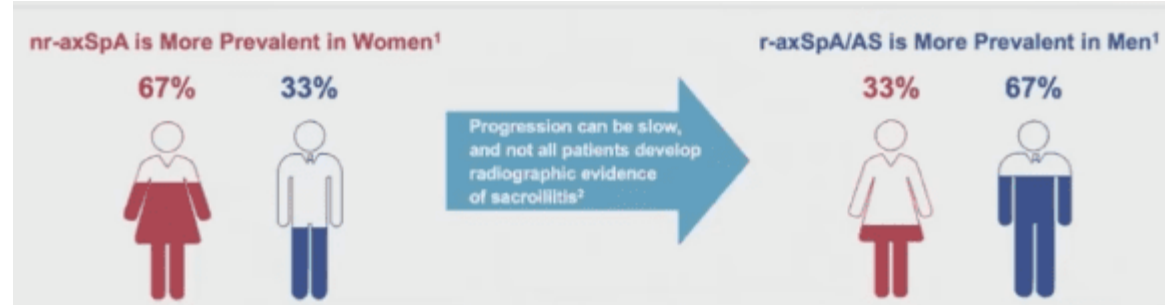 nr-axSpA is More Prevalent in Women¹
67% 33%
Progression can be slow,
and not all patients develop
radiographic evidence
of sacroiliitis²
r-axSpA/AS is More Prevalent in Men¹
33% 67%